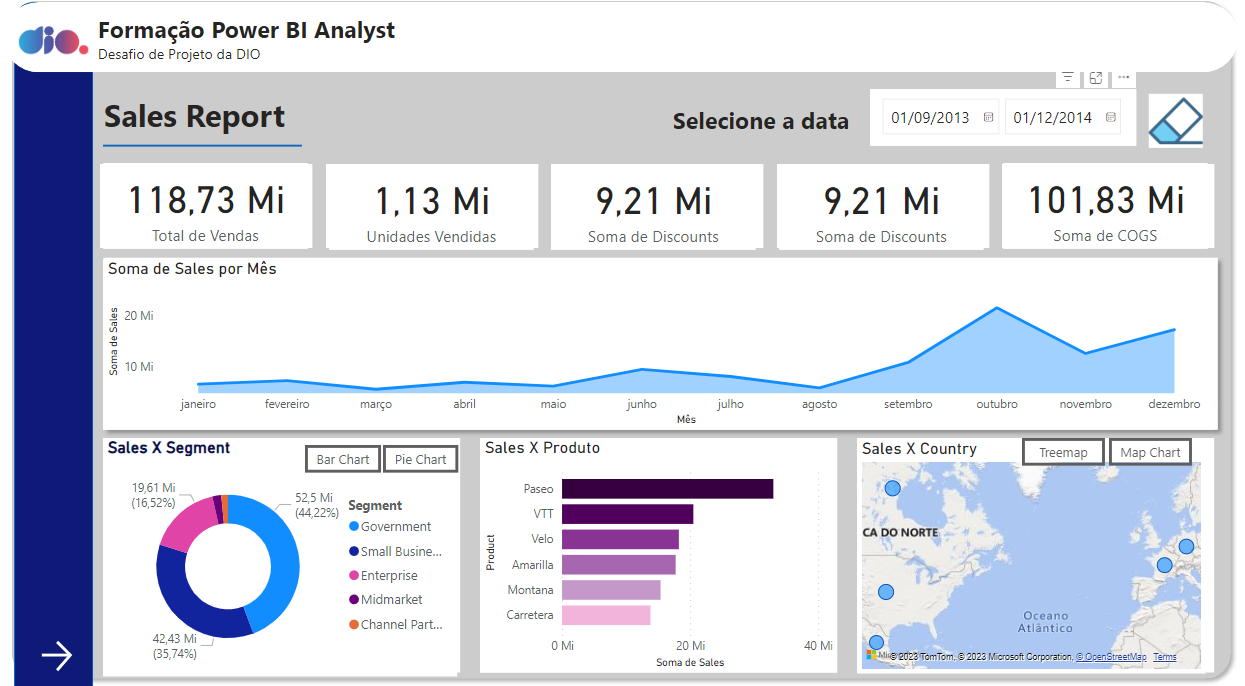 dio.
Formação Power BI Analyst
Desafio de Projeto da DIO
Sales Report
Selecione a data
01/09/2013
01/12/2014
118,73 Mi
Total de Vendas
1,13 Mi
Unidades Vendidas
9,21 Mi
Soma de Discounts
9,21 Mi
Soma de Discounts
101,83 Mi
Soma de COGS
Soma de Sales por Mês
Soma de Sales
20 Mi
10 Mi
janeiro fevereiro março abril maio junho julho agosto setembro outubro novembro dezembro
Mês
Sales X Segment
Bar Chart
Pie Chart
19,61 Mi
(16,52%)
52,5 Mi
(44,22%)
42,43 Mi
(35,74%)
Segment
Government
Small Busine...
Enterprise
Midmarket
Channel Part...
Sales X Produto
Product
Paseo
VTT
Velo
Amarilla
Montana
Carretera
0 Mi 20 Mi 40 Mi
Soma de Sales
Sales X Country
Treemap
Map Chart
CA DO NORTE
Oceano
Atlântico
© 2023 TomTom, © 2023 Microsoft Corporation, © OpenStreetMap Terms